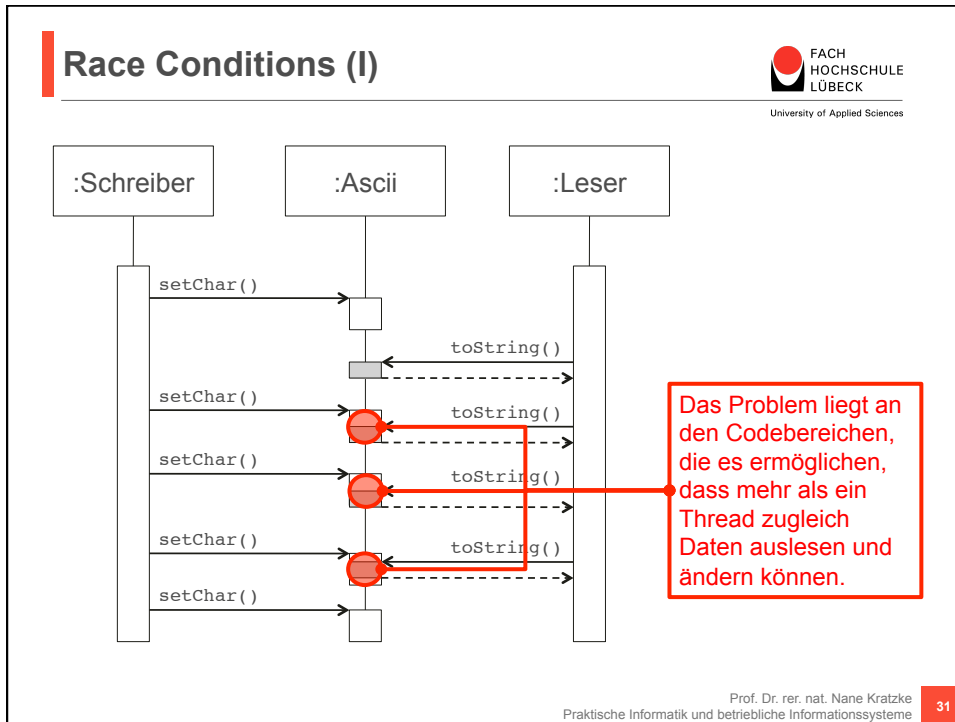 Race Conditions (I)
FACH
HOCHSCHULE
LÜBECK
University of Applied Sciences
:Schreiber
:Ascii
:Leser
setChar()
toString()
setChar()
toString()
setChar()
toString()
setChar()
toString()
setChar()
Das Problem liegt an
den Codebereichen,
die es ermöglichen,
dass mehr als ein
Thread zugleich
Daten auslesen und
ändern können.
Prof. Dr. rer. nat. Nane Kratzke
Praktische Informatik und betriebliche Informationssysteme
31